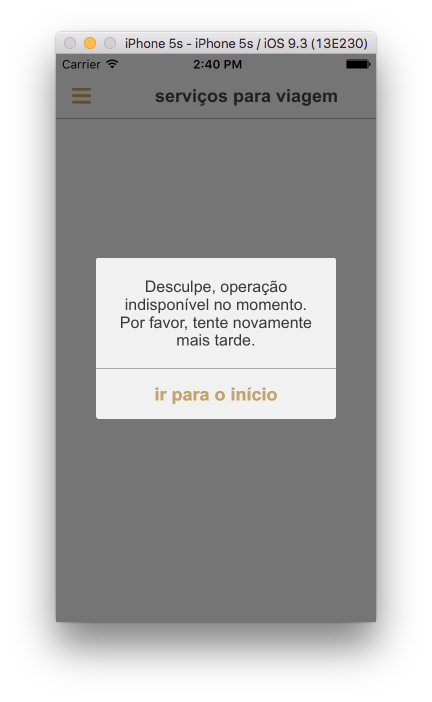 iPhone 5s - iPhone 5s / iOS 9.3 (13E230)
Carrier 2:40 PM
serviços para viagem
Desculpe, operação
indisponível no momento.
Por favor, tente novamente
mais tarde.
ir para o início